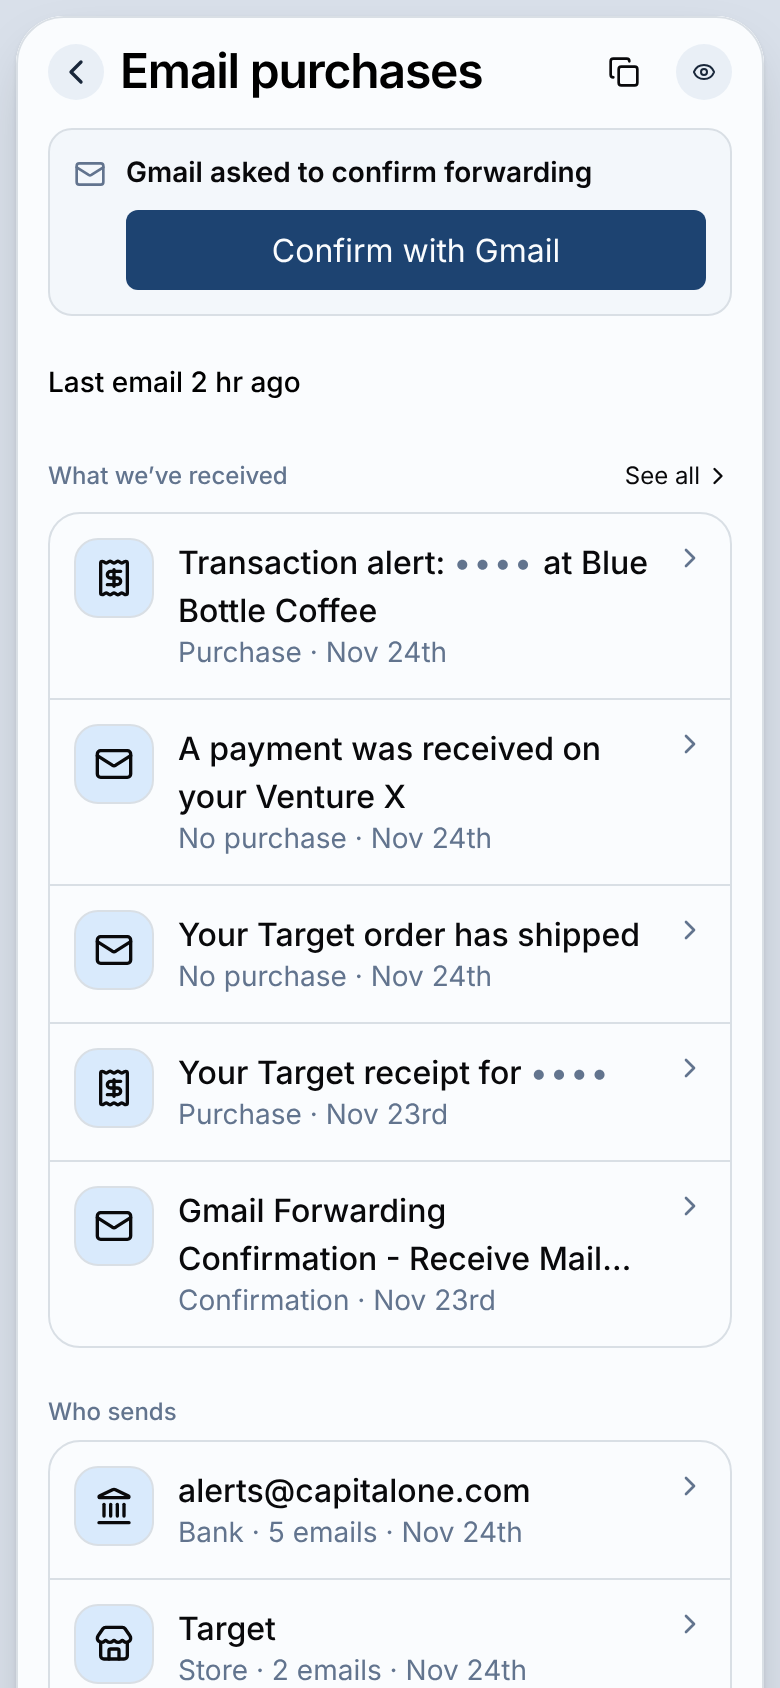 Email purchases
Gmail asked to confirm forwarding
Confirm with Gmail
Last email 2 hr ago
What we’ve received
See all
Transaction alert: •••• at Blue
Bottle Coffee
Purchase · Nov 24th
A payment was received on
your Venture X
No purchase · Nov 24th
Your Target order has shipped
No purchase · Nov 24th
Your Target receipt for ••••
Purchase · Nov 23rd
Gmail Forwarding
Confirmation - Receive Mail...
Confirmation · Nov 23rd
Who sends
alerts@capitalone.com
Bank · 5 emails · Nov 24th
Target
Store · 2 emails · Nov 24th